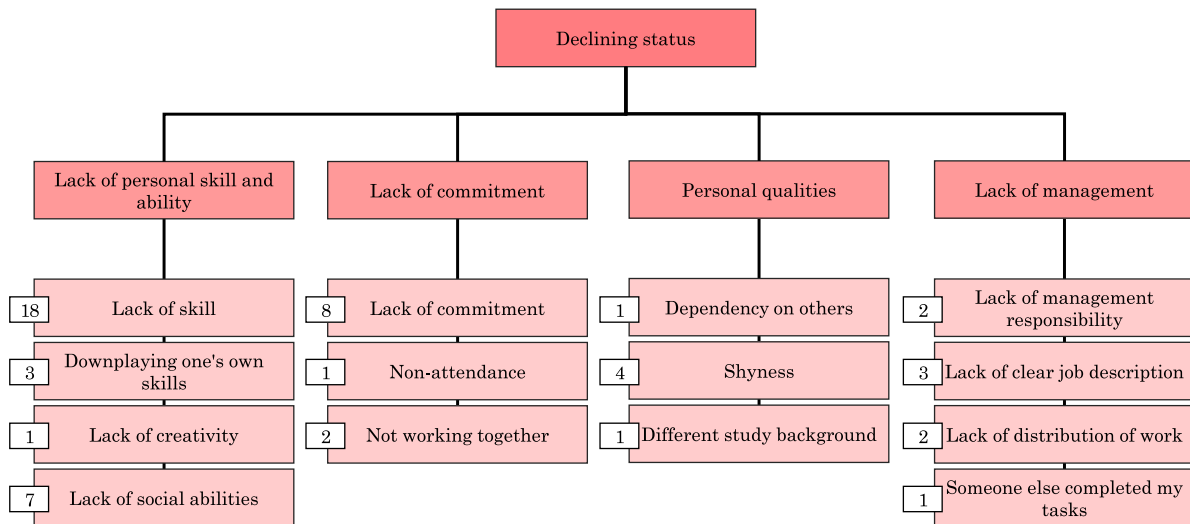 Declining status
Lack of personal skill and
ability
Lack of commitment
Personal qualities
Lack of management
18
Lack of skill
3
Downplaying one's own
skills
1
Lack of creativity
7
Lack of social abilities
8
Lack of commitment
1
Non-attendance
2
Not working together
1
Dependency on others
4
Shyness
1
Different study background
2
Lack of management
responsibility
3
Lack of clear job description
2
Lack of distribution of work
1
Someone else completed my
tasks